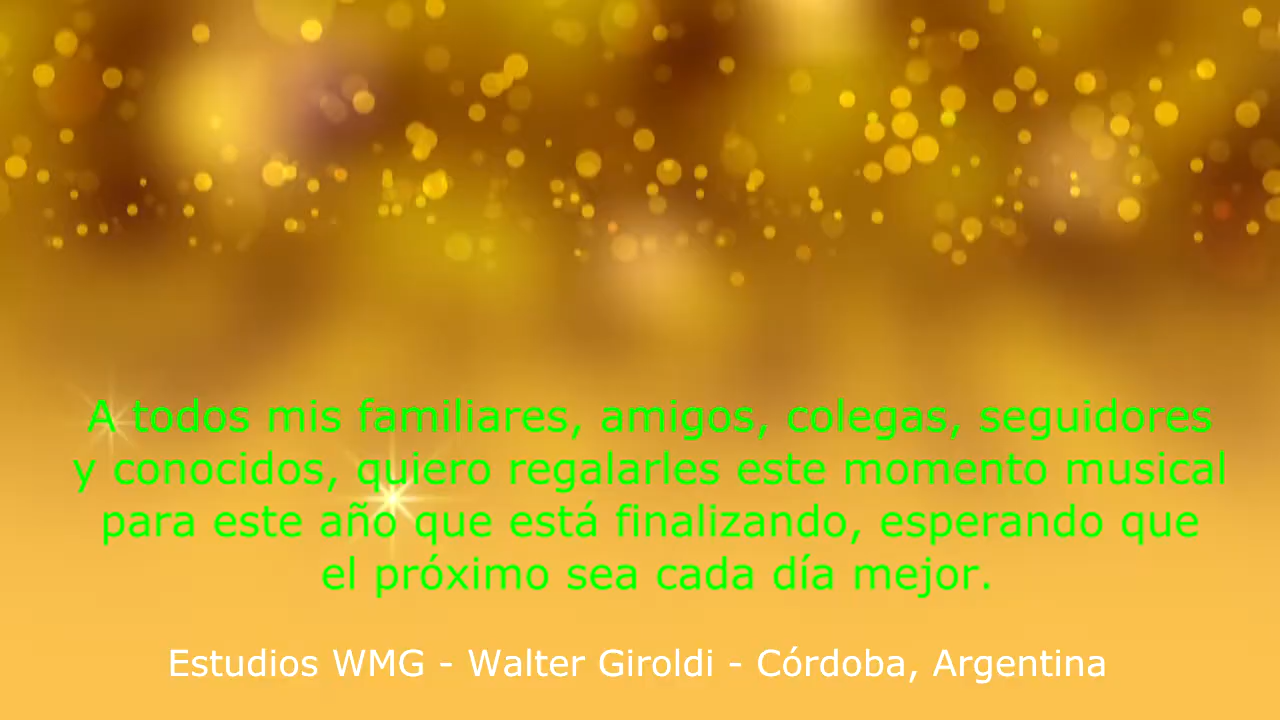 A todos mis familiares, amigos, colegas, seguidores
y conocidos, quiero regalarles este momento musical
para este año que está finalizando, esperando que
el próximo sea cada día mejor.
Estudios WMG - Walter Giroldi - Córdoba, Argentina